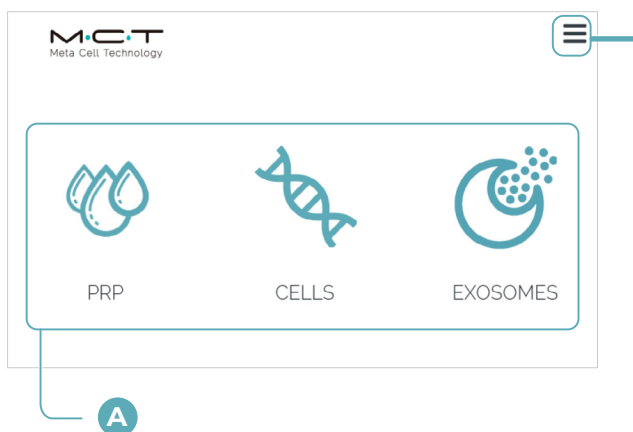 M·C·T
Meta Cell Technology
PRP
CELLS
EXOSOMES
A